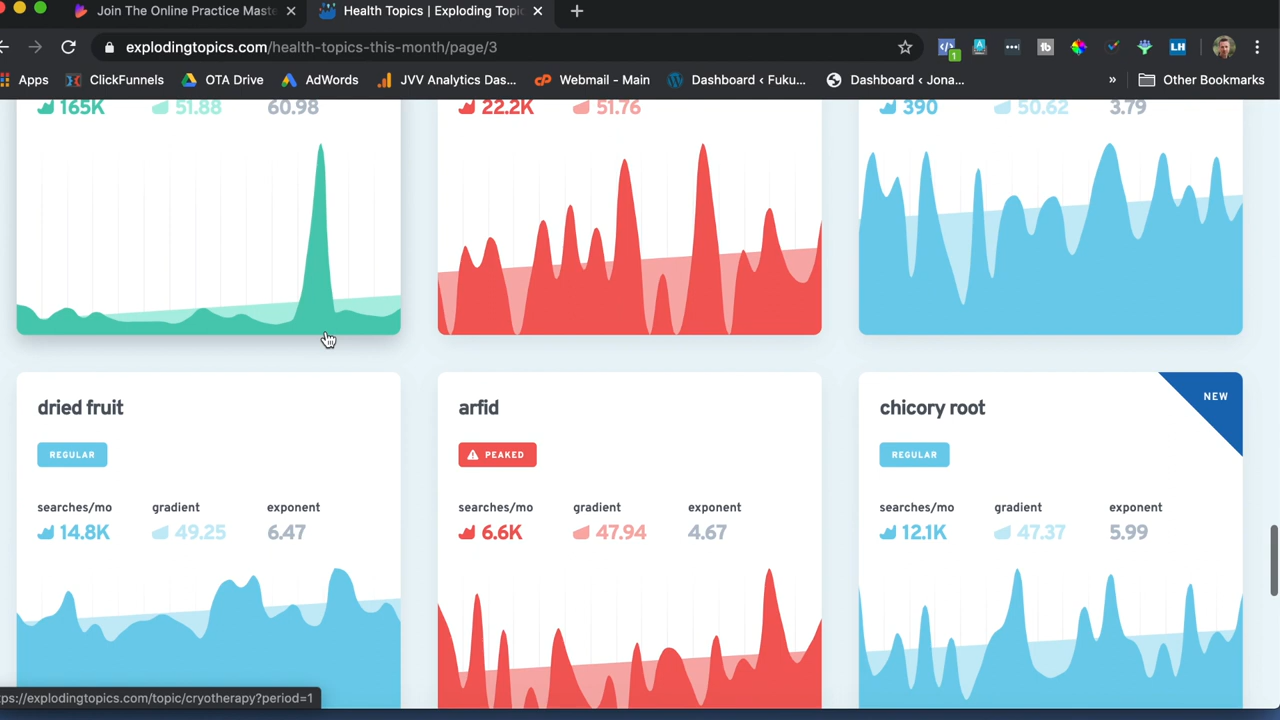 Join The Online Practice Maste
Health Topics | Exploding Topic
explodingtopics.com/health-topics-this-month/page/3
1
LH
Apps
ClickFunnels
OTA Drive
AdWords
JVV Analytics Das...
Webmail - Main
Dashboard ‹ Fuku...
Dashboard ‹ Jona...
»
Other Bookmarks
165K 51.88 60.98
22.2K 51.76
390 50.62 3.79
dried fruit
REGULAR
searches/mo gradient exponent
14.8K 49.25 6.47
arfid
PEAKED
searches/mo gradient exponent
6.6K 47.94 4.67
chicory root
NEW
REGULAR
searches/mo gradient exponent
12.1K 47.37 5.99
tps://explodingtopics.com/topic/cryotherapy?period=1